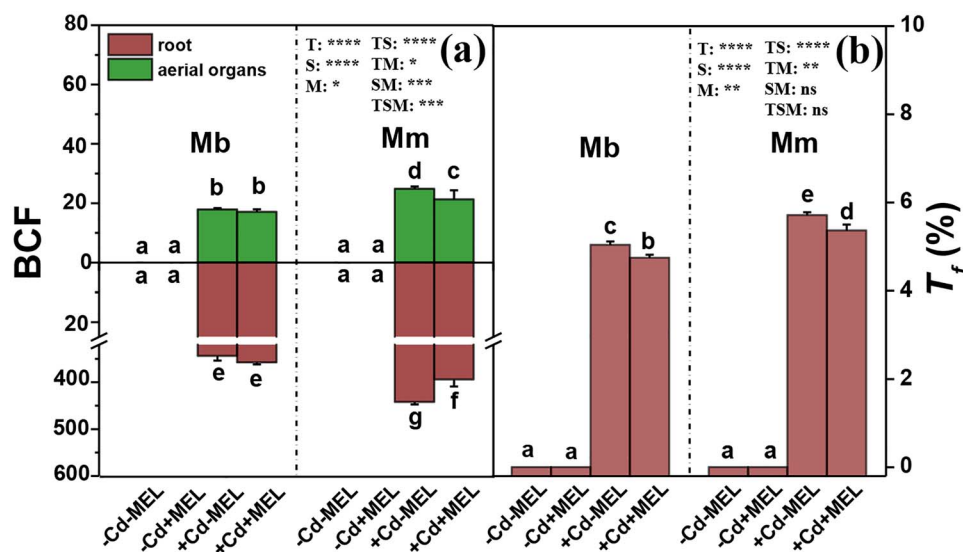 80
60
40
20
0
20
400
500
600
BCF
root
aerial organs
T: ****
S: ****
M: *
TS: ****
TM: *
SM: ***
TSM: ***
(a)
Mb
Mm
a a b b
a a d c
a a e e
a a g f
-Cd-MEL
-Cd+MEL
+Cd-MEL
+Cd+MEL
-Cd-MEL
-Cd+MEL
+Cd-MEL
+Cd+MEL
T: ****
S: ****
M: **
TS: ****
TM: **
SM: ns
TSM: ns
(b)
Mb
Mm
a a c b
a a e d
-Cd-MEL
-Cd+MEL
+Cd-MEL
+Cd+MEL
-Cd-MEL
-Cd+MEL
+Cd-MEL
+Cd+MEL
10
8
6
4
2
0
Tf (%)